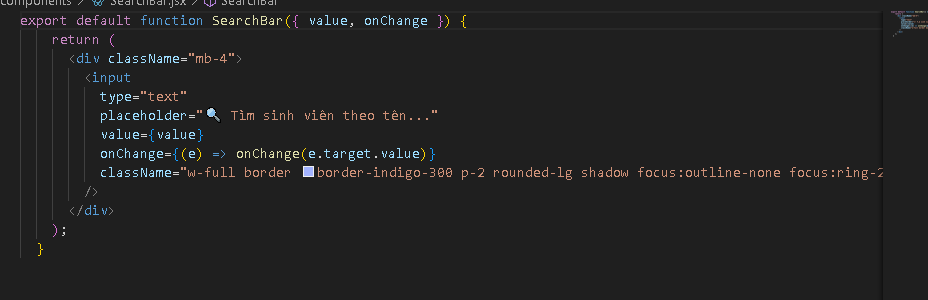 components > SearchBar.jsx > SearchBar
export default function SearchBar({ value, onChange }) {
return (
<div className="mb-4">
<input
type="text"
placeholder="🔍 Tìm sinh viên theo tên..."
value={value}
onChange={(e) => onChange(e.target.value)}
className="w-full border border-indigo-300 p-2 rounded-lg shadow focus:outline-none focus:ring-2
/>
</div>
);
}